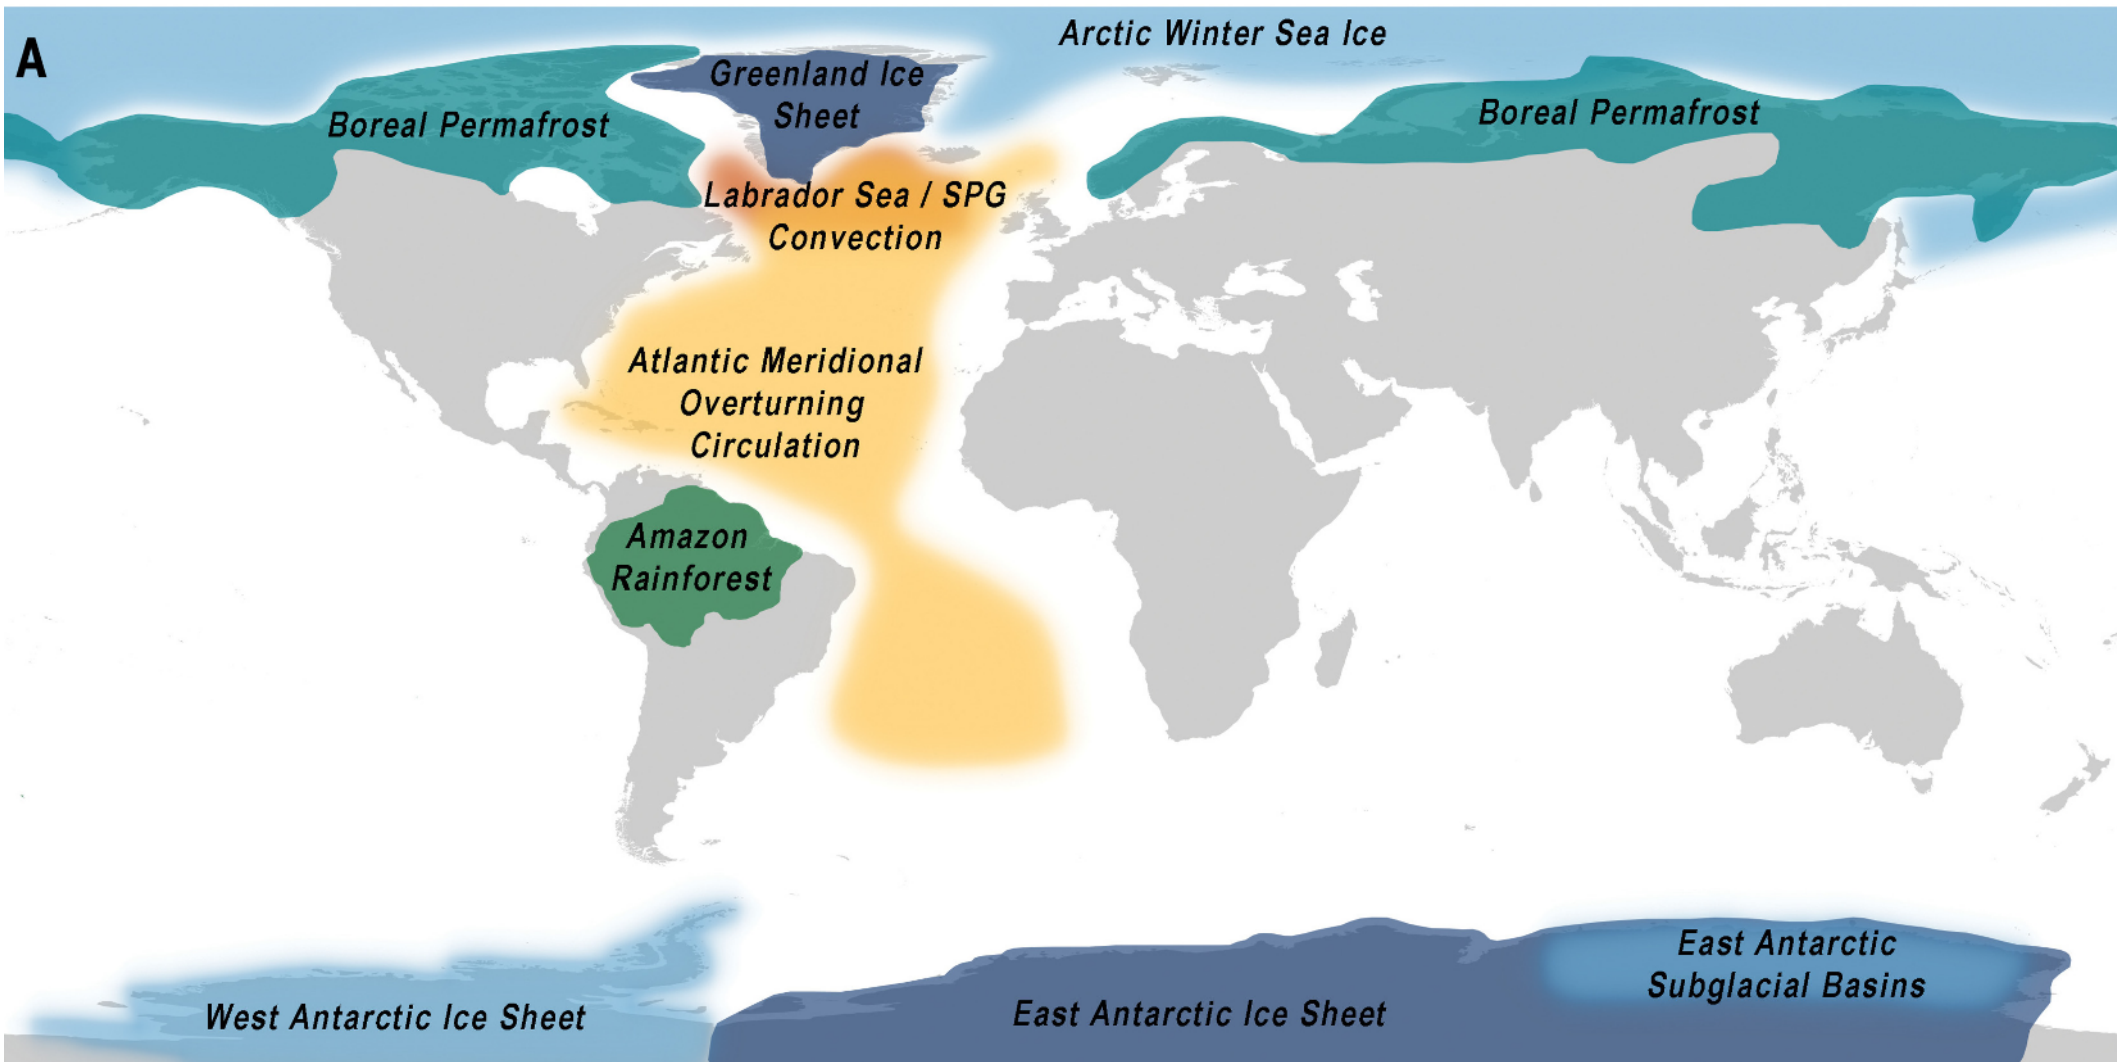 A
Arctic Winter Sea Ice
Greenland Ice
Sheet
Boreal Permafrost
Boreal Permafrost
Labrador Sea / SPG
Convection
Atlantic Meridional
Overturning
Circulation
Amazon
Rainforest
East Antarctic
Subglacial Basins
West Antarctic Ice Sheet
East Antarctic Ice Sheet